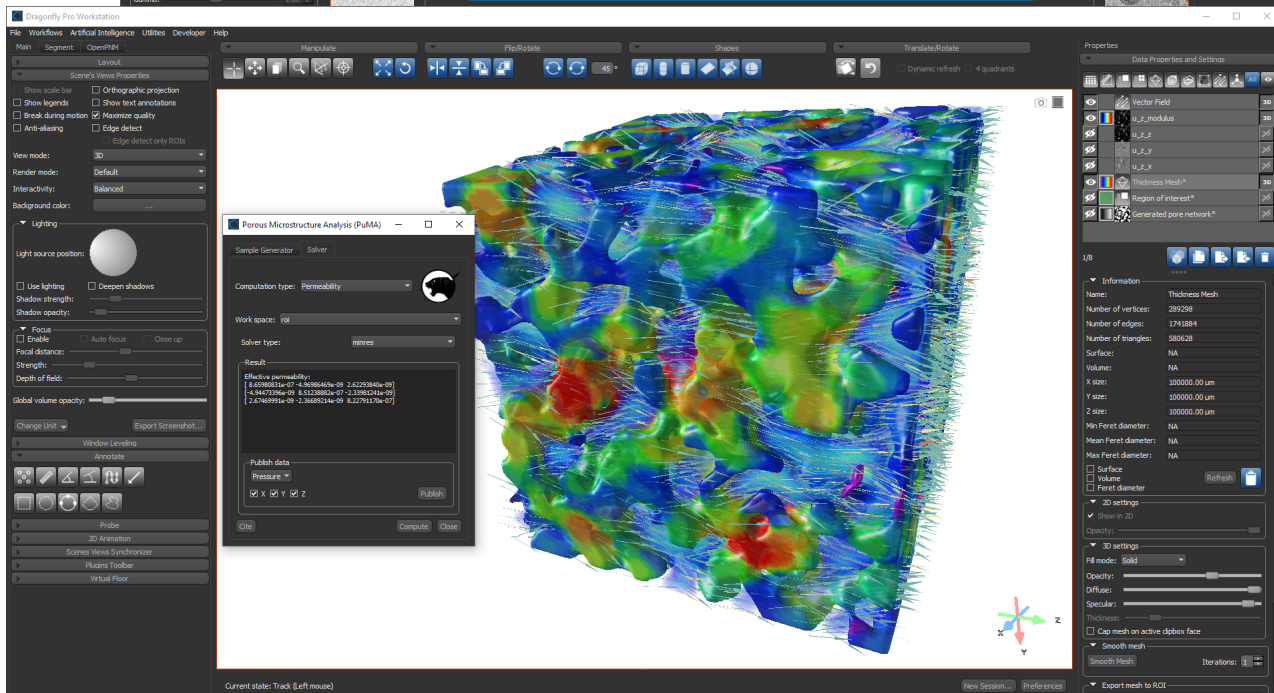 Gamma:
Dragonfly Pro Workstation
File Workflows Artificial Intelligence Utilities Developer Help
Main Segment OpenPNM
Layout
Scene's Views Properties
Show scale bar Orthographic projection
Show legends Show text annotations
Break during motion Maximize quality
Anti-aliasing Edge detect
Edge detect only ROIs
View mode: 3D
Render mode: Default
Interactivity: Balanced
Background color: ...
Lighting
Light source position:
Use lighting Deepen shadows
Shadow strength:
Shadow opacity:
Focus
Enable Auto focus Close up
Focal distance:
Strength:
Depth of field:
Global volume opacity:
Change Unit Export Screenshot...
Window Leveling
Annotate
Probe
2D Animation
Scenes Views Synchronizer
Plugins Toolbar
Virtual Floor
Manipulate Flip/Rotate Shapes Translate/Rotate
45 °
Dynamic refresh 4 quadrants
Porous Microstructure Analysis (PuMA)
Sample Generator Solver
Computation type: Permeability
Work space: roi
Solver type: minres
Result
Effective permeability:
[ 8.65980831e-07 -4.96986469e-09 2.62293840e-09]
[-4.94473396e-09 8.51238882e-07 -2.33981241e-09]
[ 2.67469991e-09 -2.36689214e-09 8.22791170e-07]
Publish data
Pressure
X Y Z Publish
Cite Compute Close
X Y Z
Current state: Track (Left mouse)
New Session... Preferences
Properties
Data Properties and Settings
All
Vector Field 3D
u_z_modulus 3D
u_z_z
u_z_y
u_z_x
Thickness Mesh* 3D
Region of interest*
Generated pore network*
1/8
Information
Name: Thickness Mesh
Number of vertices: 289298
Number of edges: 1741884
Number of triangles: 580628
Surface: NA
Volume: NA
X size: 100000.00 µm
Y size: 100000.00 µm
Z size: 100000.00 µm
Min Feret diameter: NA
Mean Feret diameter: NA
Max Feret diameter: NA
Surface
Volume
Feret diameter
Refresh
2D settings
Show in 2D
Opacity:
3D settings
Fill mode: Solid
Opacity:
Diffuse:
Specular:
Thickness:
Cap mesh on active clipbox face
Smooth mesh
Smooth Mesh Iterations: 1
Export mesh to ROI